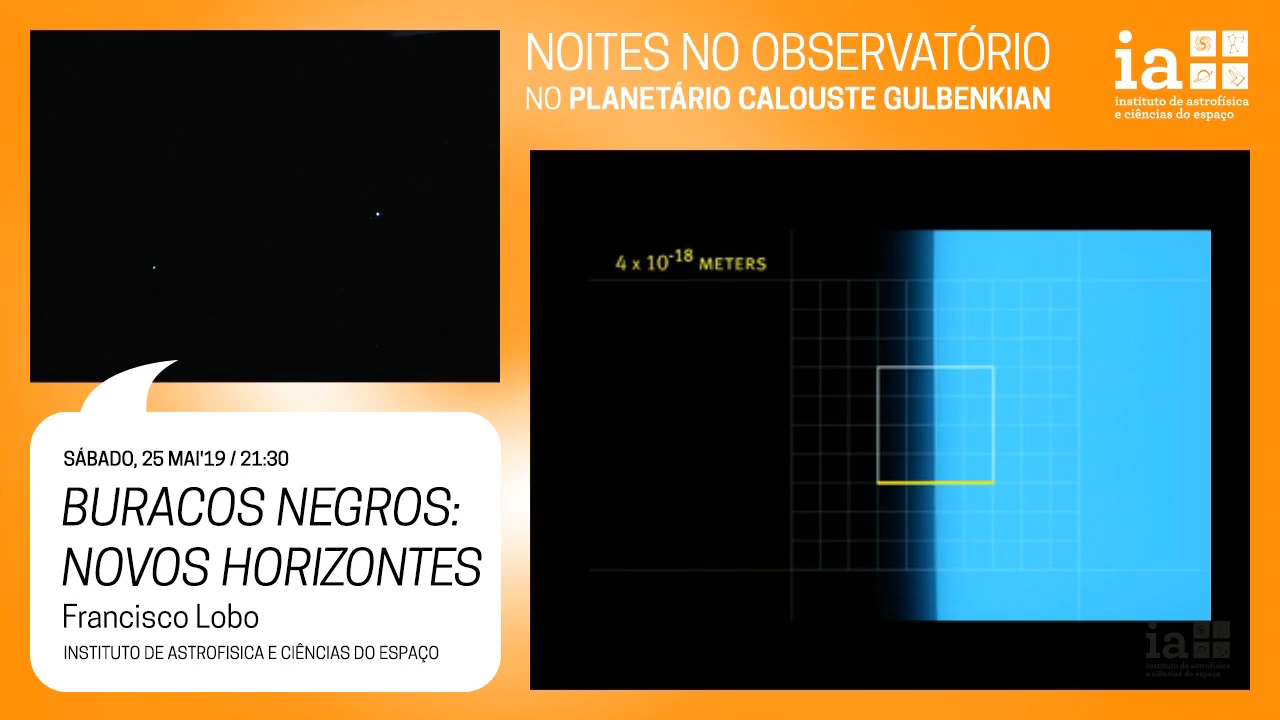 NOITES NO OBSERVATÓRIO
NO PLANETÁRIO CALOUSTE GULBENKIAN
ia
instituto de astrofísica
e ciências do espaço
4 x 10⁻¹⁸ METERS
SÁBADO, 25 MAI'19 / 21:30
BURACOS NEGROS:
NOVOS HORIZONTES
Francisco Lobo
INSTITUTO DE ASTROFISICA E CIÊNCIAS DO ESPAÇO
ia
instituto de astrofísica
e ciências do espaço